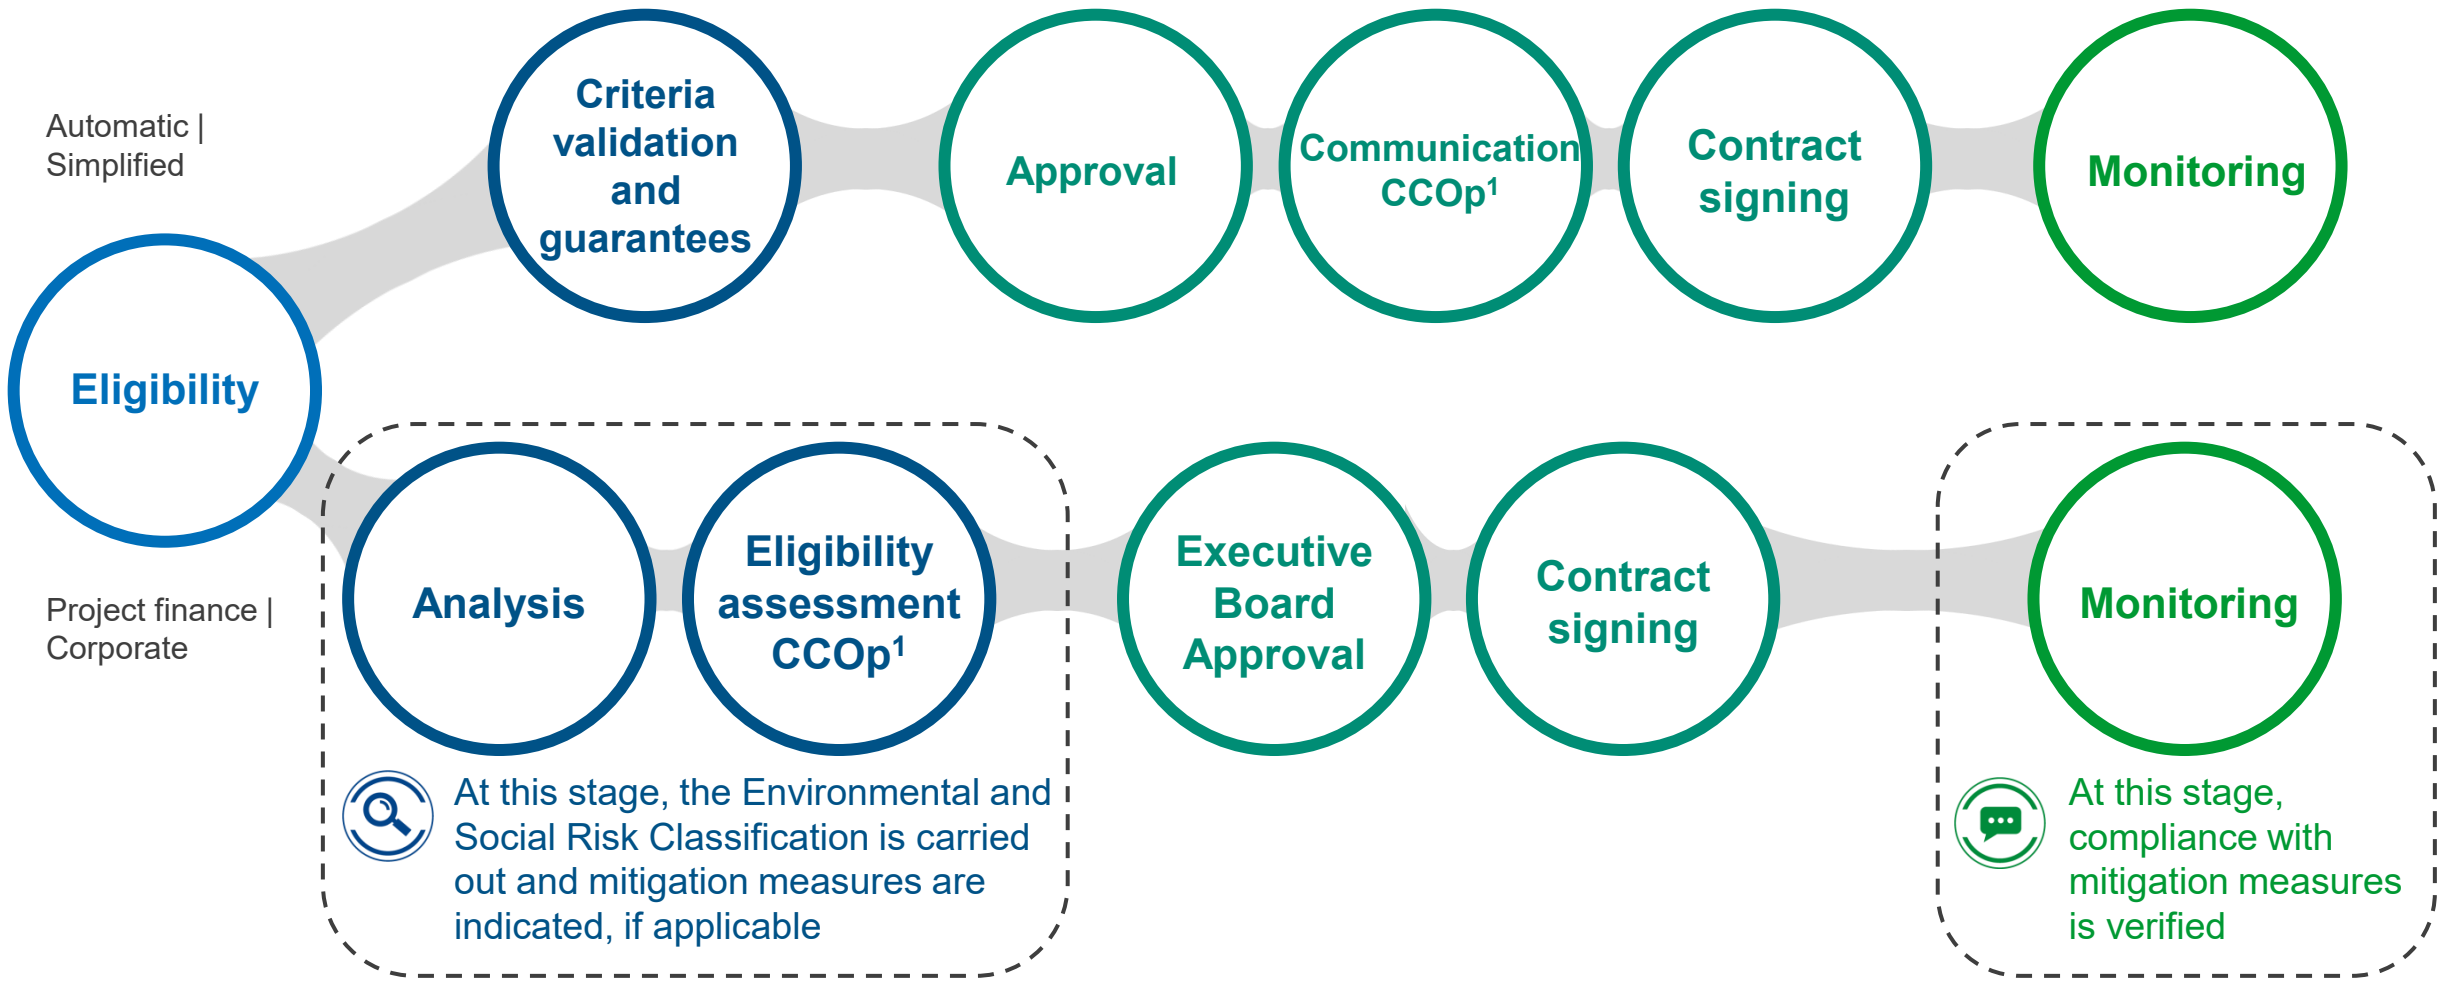 Automatic |
Simplified
Criteria
validation
and
guarantees
Approval
Communication
CCOp¹
Contract
signing
Monitoring
Eligibility
Project finance |
Corporate
Analysis
Eligibility
assessment
CCOp¹
Executive
Board
Approval
Contract
signing
Monitoring
At this stage, the Environmental and
Social Risk Classification is carried
out and mitigation measures are
indicated, if applicable
At this stage,
compliance with
mitigation measures
is verified